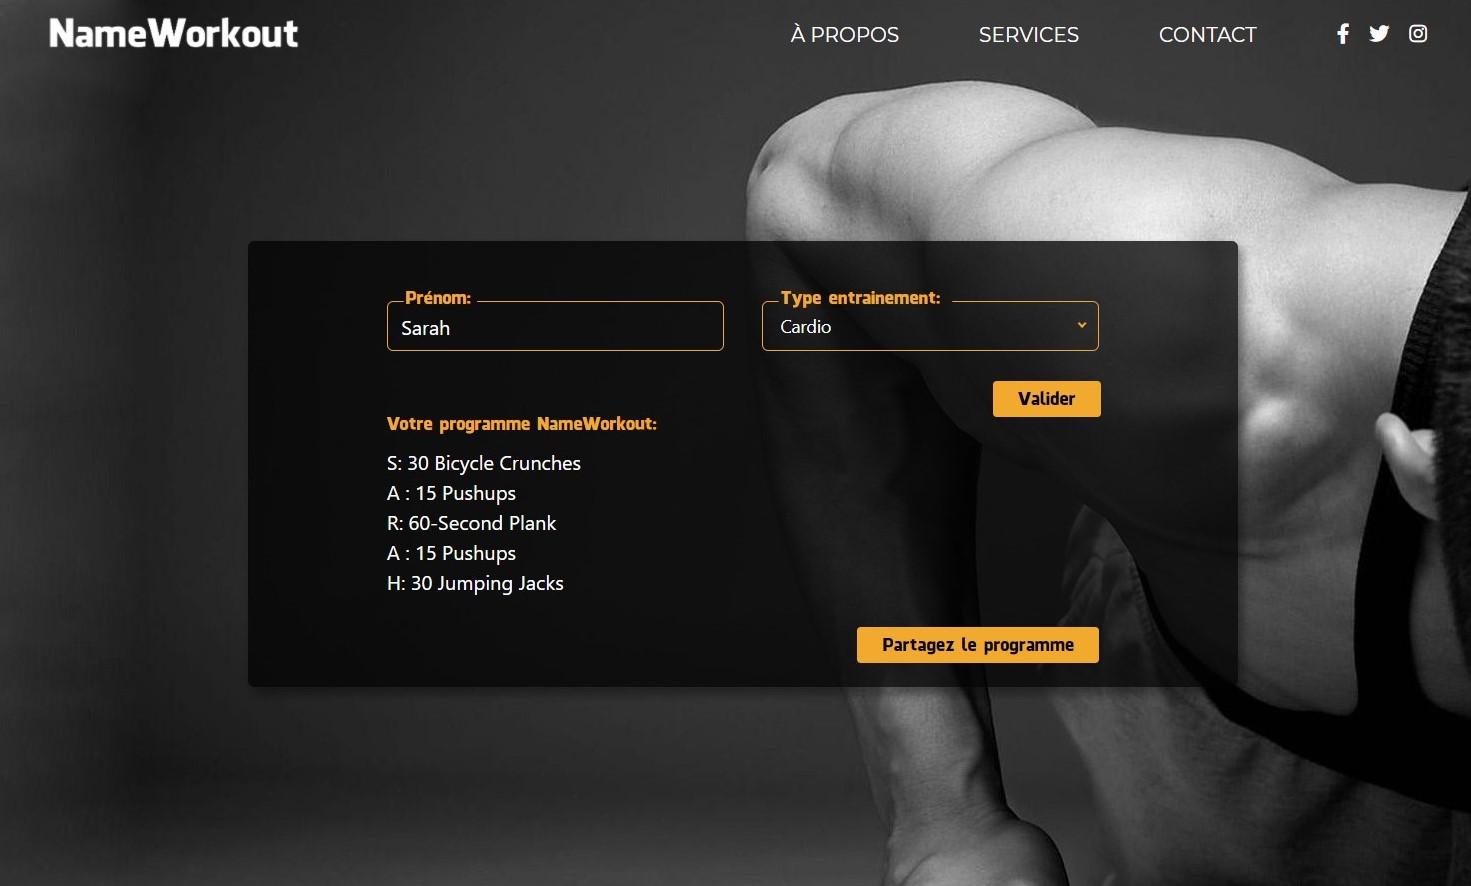 NameWorkout
À PROPOS
SERVICES
CONTACT
Prénom:
Sarah
Type entrainement:
Cardio
Valider
Votre programme NameWorkout:
S: 30 Bicycle Crunches
A : 15 Pushups
R: 60-Second Plank
A : 15 Pushups
H: 30 Jumping Jacks
Partagez le programme